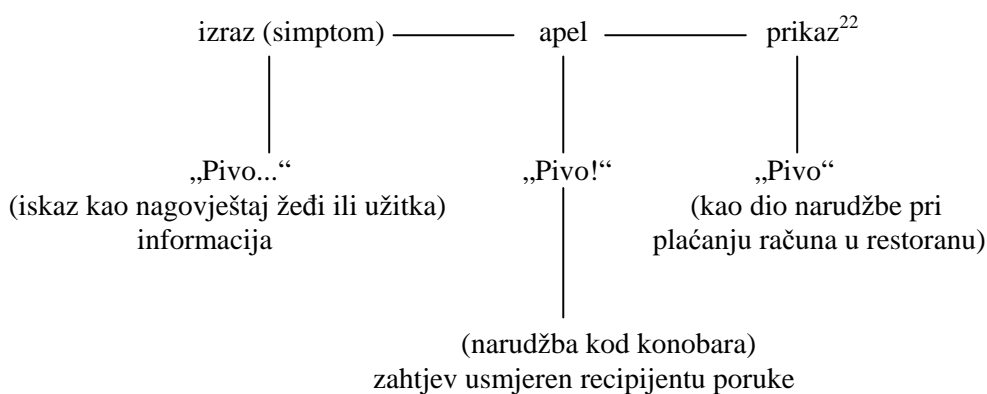 izraz (simptom) apel prikaz22
„Pivo...“ „Pivo!“ „Pivo“
(iskaz kao nagovještaj žeđi ili užitka) (kao dio narudžbe pri
informacija plaćanju računa u restoranu)
(narudžba kod konobara)
zahtjev usmjeren recipijentu poruke